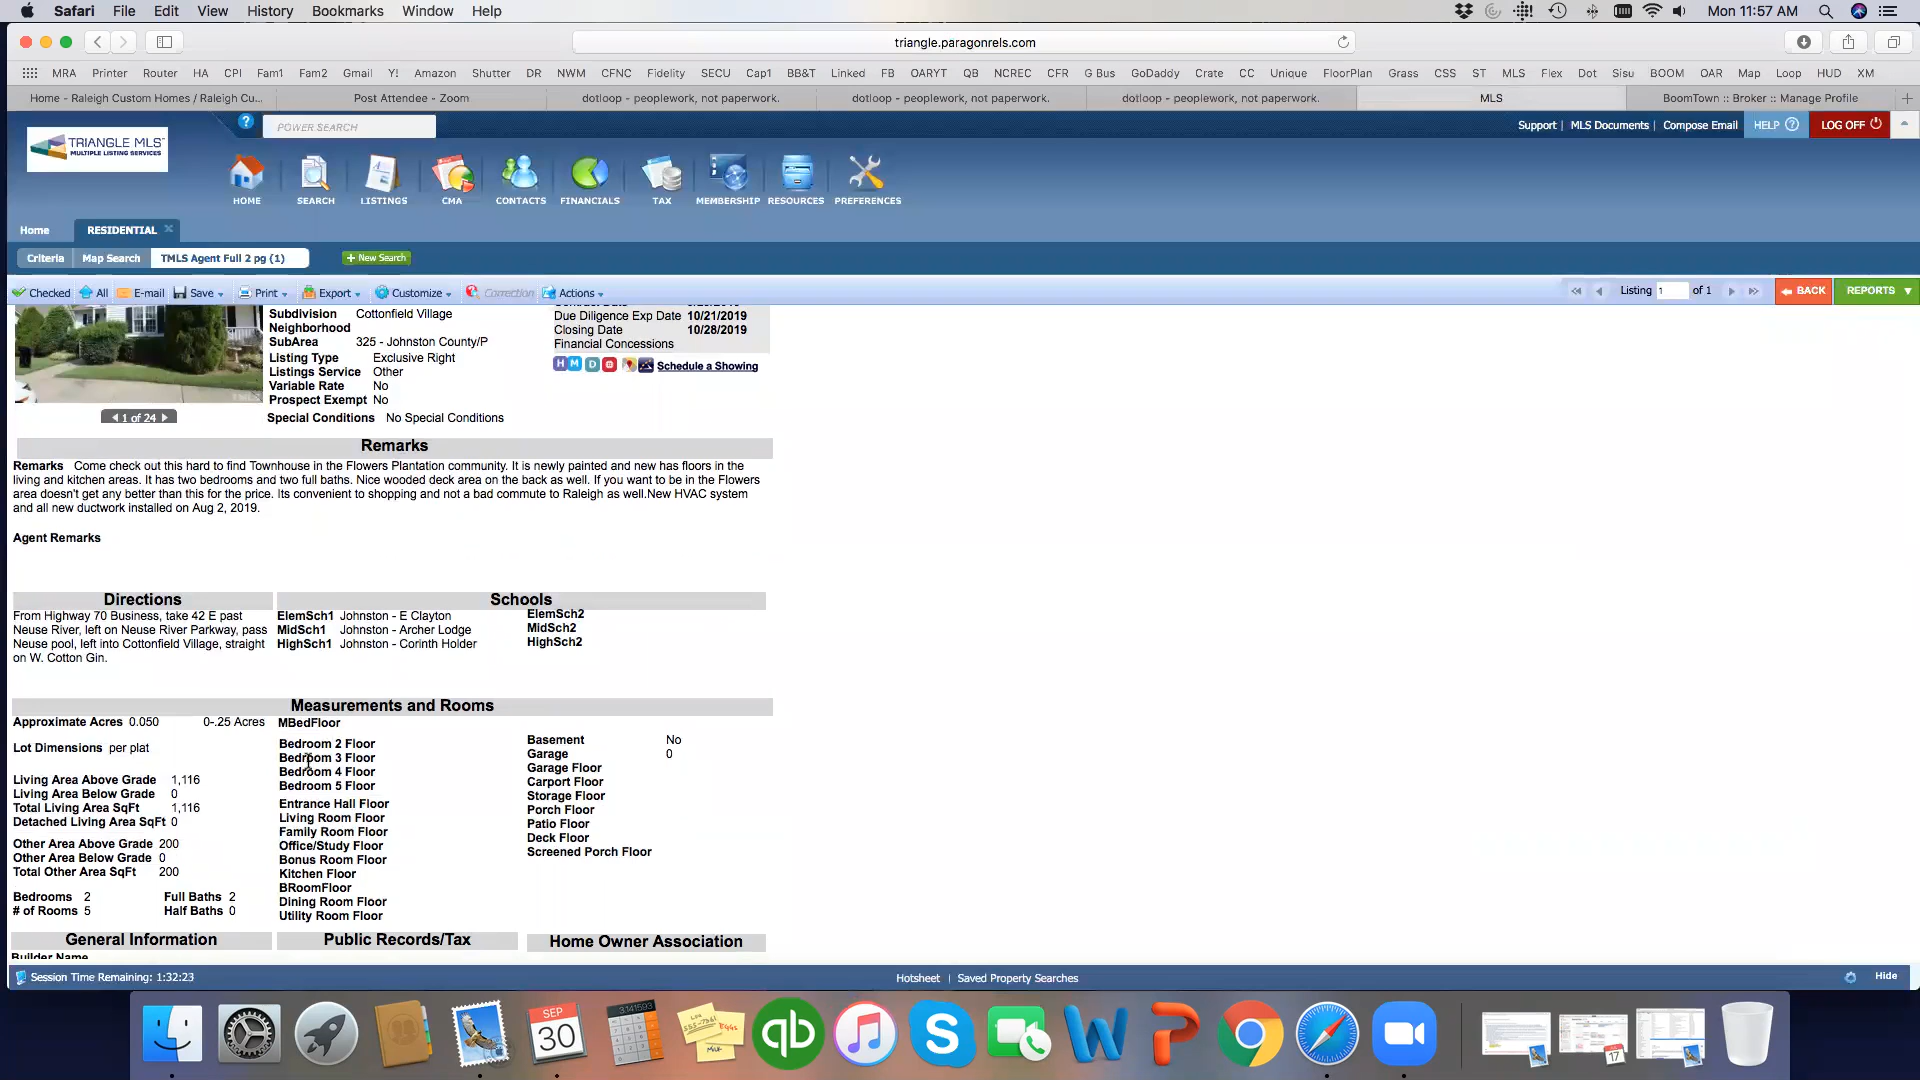 Safari File Edit View History Bookmarks Window Help Mon 11:57 AM
triangle.paragonrels.com
MRA Printer Router HA CPI Fam1 Fam2 Gmail Y! Amazon Shutter DR NWM CFNC Fidelity SECU Cap1 BB&T Linked FB OARYT QB NCREC CFR G Bus GoDaddy Crate CC Unique FloorPlan Grass CSS ST MLS Flex Dot Sisu BOOM OAR Map Loop HUD XM
Home - Raleigh Custom Homes / Raleigh Cu... Post Attendee - Zoom dotloop - peoplework, not paperwork. dotloop - peoplework, not paperwork. dotloop - peoplework, not paperwork. MLS BoomTown :: Broker :: Manage Profile
? POWER SEARCH Support | MLS Documents | Compose Email HELP ? LOG OFF
TRIANGLE MLS
MULTIPLE LISTING SERVICES
HOME SEARCH LISTINGS CMA CONTACTS FINANCIALS TAX MEMBERSHIP RESOURCES PREFERENCES
Home RESIDENTIAL
Criteria Map Search TMLS Agent Full 2 pg (1) + New Search
Checked All E-mail Save Print Export Customize Correction Actions Listing 1 of 1 BACK REPORTS
Subdivision Cottonfield Village
Due Diligence Exp Date 10/21/2019
Neighborhood
Closing Date 10/28/2019
SubArea 325 - Johnston County/P
Financial Concessions
Listing Type Exclusive Right
H M D Schedule a Showing
Listings Service Other
Variable Rate No
Prospect Exempt No
TMLS
1 of 24
Special Conditions No Special Conditions
Remarks
Remarks Come check out this hard to find Townhouse in the Flowers Plantation community. It is newly painted and new has floors in the
living and kitchen areas. It has two bedrooms and two full baths. Nice wooded deck area on the back as well. If you want to be in the Flowers
area doesn't get any better than this for the price. Its convenient to shopping and not a bad commute to Raleigh as well.New HVAC system
and all new ductwork installed on Aug 2, 2019.
Agent Remarks
Directions
From Highway 70 Business, take 42 E past
Neuse River, left on Neuse River Parkway, pass
Neuse pool, left into Cottonfield Village, straight
on W. Cotton Gin.
Schools
ElemSch1 Johnston - E Clayton ElemSch2
MidSch1 Johnston - Archer Lodge MidSch2
HighSch1 Johnston - Corinth Holder HighSch2
Measurements and Rooms
Approximate Acres 0.050 0-.25 Acres
Lot Dimensions per plat
Living Area Above Grade 1,116
Living Area Below Grade 0
Total Living Area SqFt 1,116
Detached Living Area SqFt 0
Other Area Above Grade 200
Other Area Below Grade 0
Total Other Area SqFt 200
Bedrooms 2 Full Baths 2
# of Rooms 5 Half Baths 0
MBedFloor
Bedroom 2 Floor
Bedroom 3 Floor
Bedroom 4 Floor
Bedroom 5 Floor
Entrance Hall Floor
Living Room Floor
Family Room Floor
Office/Study Floor
Bonus Room Floor
Kitchen Floor
BRoomFloor
Dining Room Floor
Utility Room Floor
Basement No
Garage 0
Garage Floor
Carport Floor
Storage Floor
Porch Floor
Patio Floor
Deck Floor
Screened Porch Floor
General Information Public Records/Tax Home Owner Association
Builder Name
Session Time Remaining: 1:32:23 Hotsheet | Saved Property Searches Hide
SEP
30
3.141593
EGGS
MILK
qb
S
W
P
17